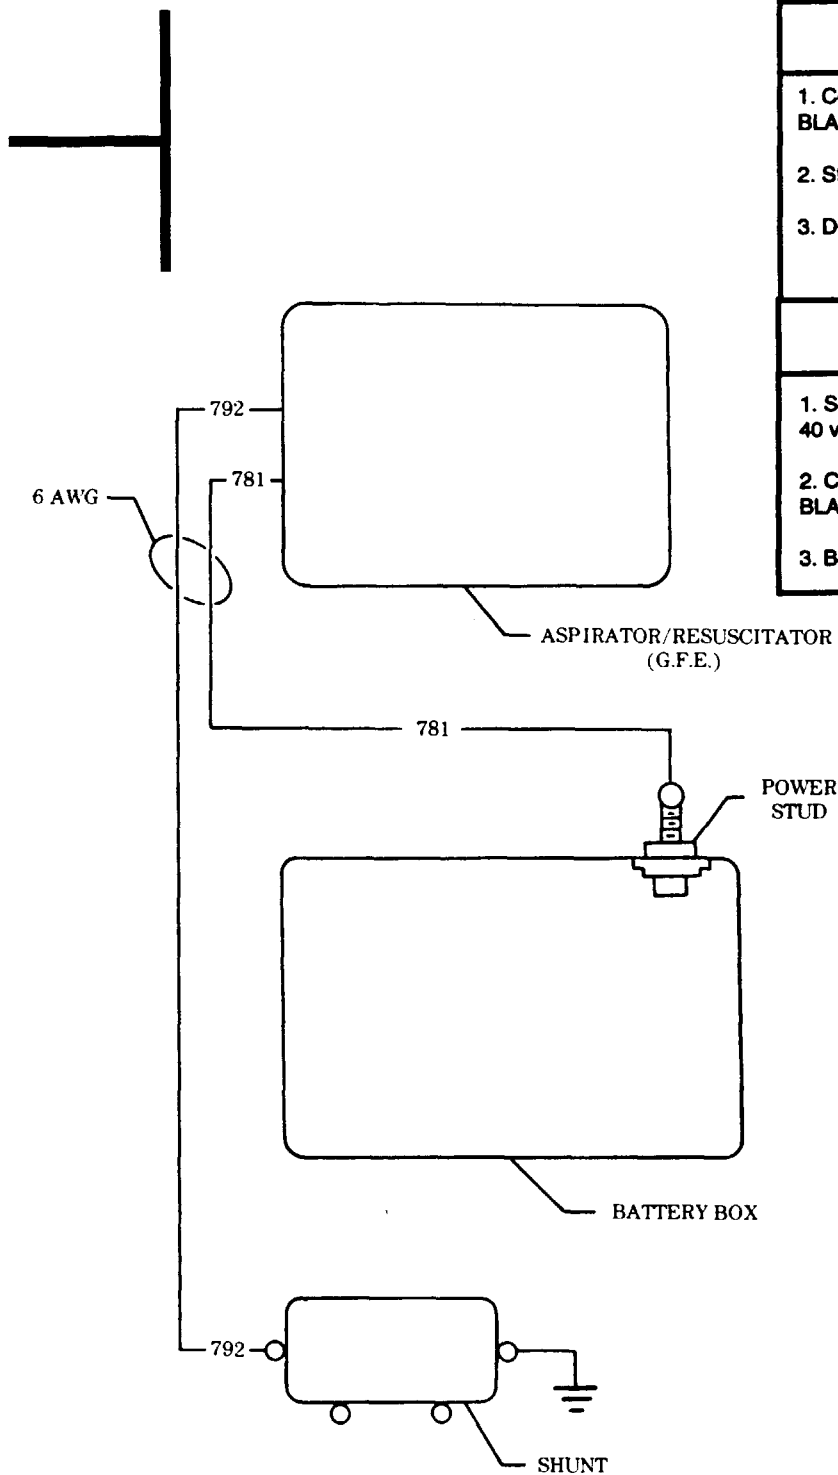 1. C
BLA
2. S
3. D
1. S
40 v
2. C
BLA
3. B
792
781
6 AWG
ASPIRATOR/RESUSCITATOR
(G.F.E.)
781
POWER
STUD
BATTERY BOX
792
SHUNT